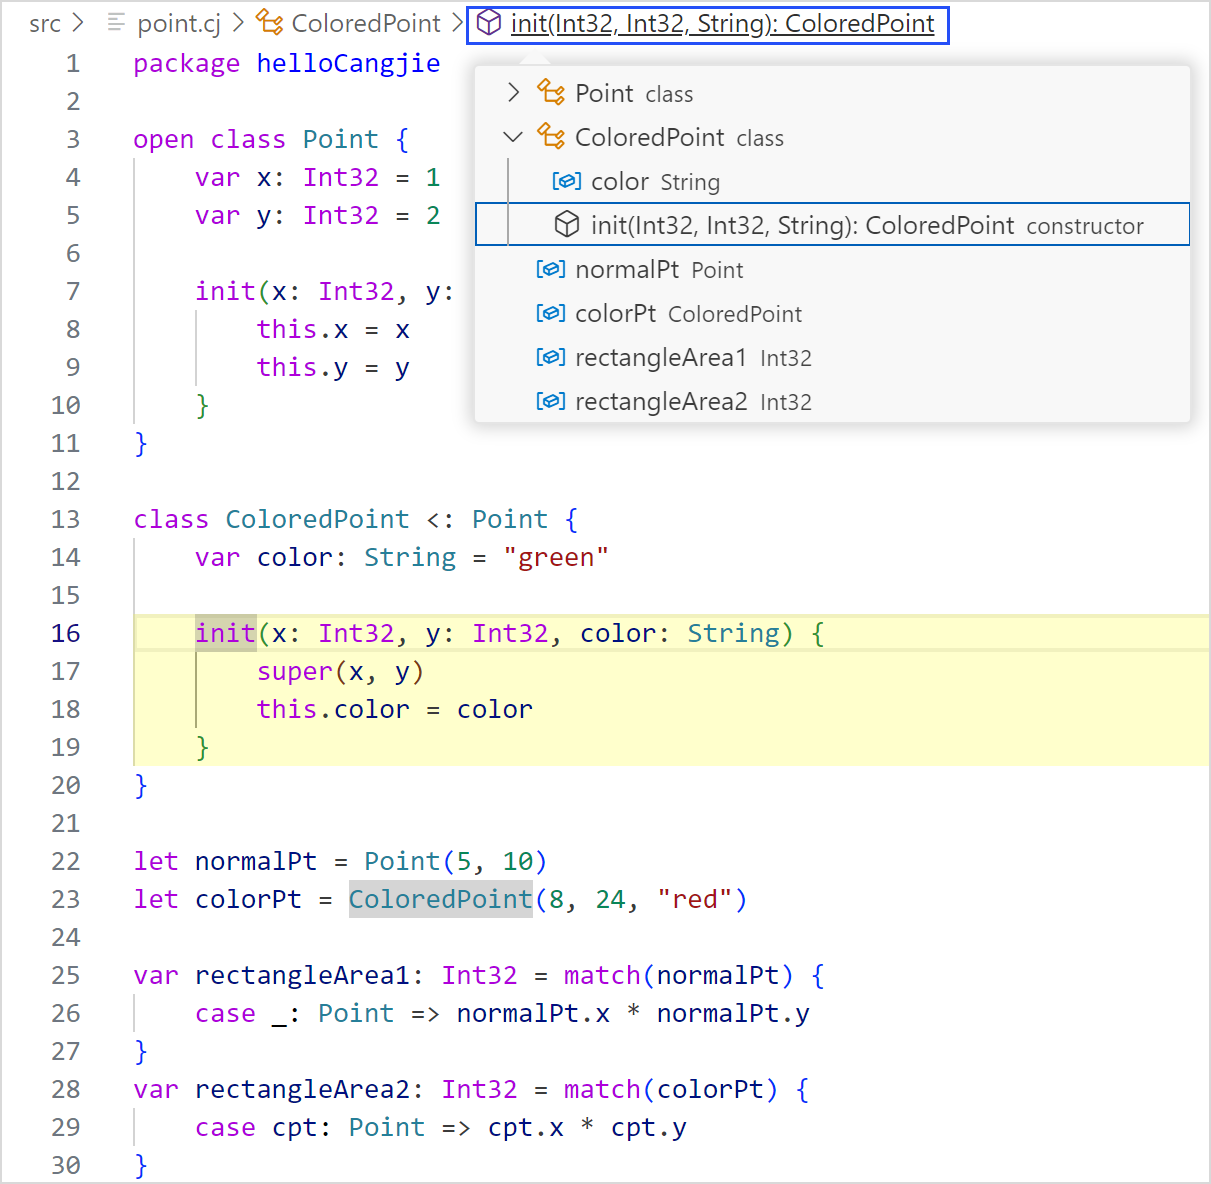 src > point.cj > ColoredPoint > init(Int32, Int32, String): ColoredPoint
Point class
ColoredPoint class
color String
init(Int32, Int32, String): ColoredPoint constructor
normalPt Point
colorPt ColoredPoint
rectangleArea1 Int32
rectangleArea2 Int32
1 package helloCangjie
2
3 open class Point {
4 var x: Int32 = 1
5 var y: Int32 = 2
6
7 init(x: Int32, y:
8 this.x = x
9 this.y = y
10 }
11 }
12
13 class ColoredPoint <: Point {
14 var color: String = "green"
15
16 init(x: Int32, y: Int32, color: String) {
17 super(x, y)
18 this.color = color
19 }
20 }
21
22 let normalPt = Point(5, 10)
23 let colorPt = ColoredPoint(8, 24, "red")
24
25 var rectangleArea1: Int32 = match(normalPt) {
26 case _: Point => normalPt.x * normalPt.y
27 }
28 var rectangleArea2: Int32 = match(colorPt) {
29 case cpt: Point => cpt.x * cpt.y
30 }